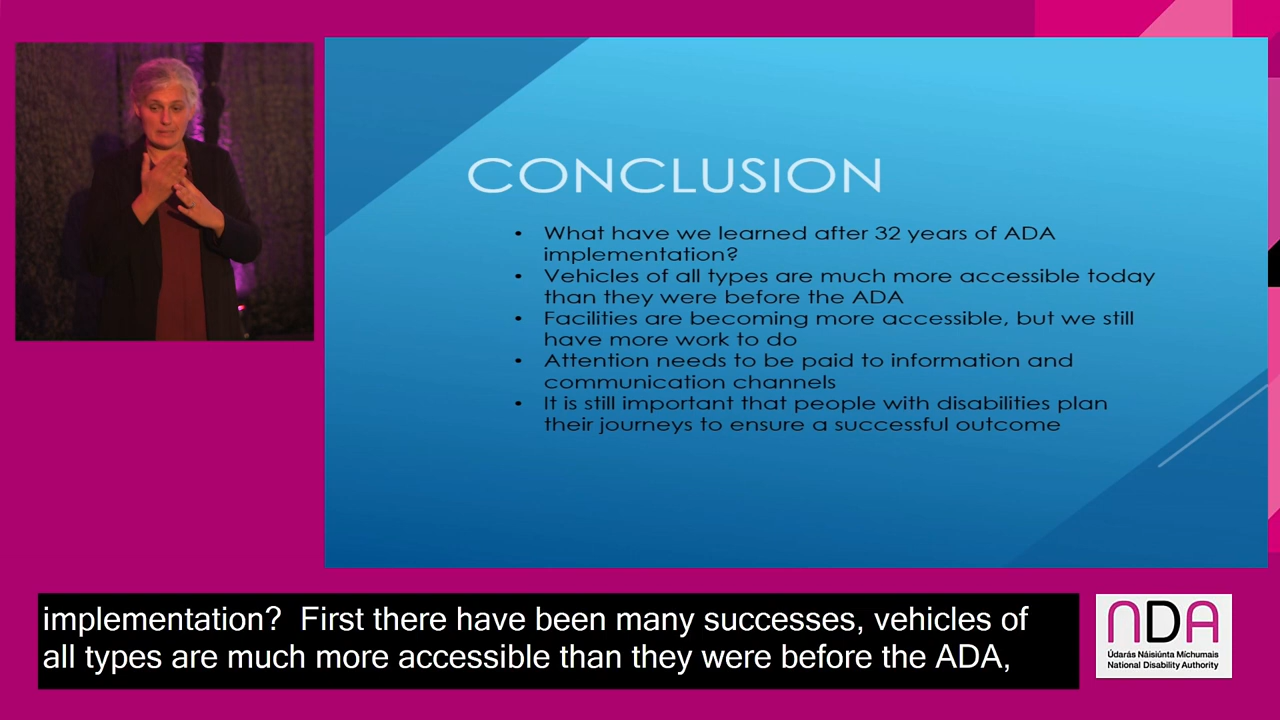 CONCLUSION
• What have we learned after 32 years of ADA
implementation?
• Vehicles of all types are much more accessible today
than they were before the ADA
• Facilities are becoming more accessible, but we still
have more work to do
• Attention needs to be paid to information and
communication channels
• It is still important that people with disabilities plan
their journeys to ensure a successful outcome
implementation?  First there have been many successes, vehicles of
all types are much more accessible than they were before the ADA,
NDA
Údarás Náisiúnta Míchumais
National Disability Authority